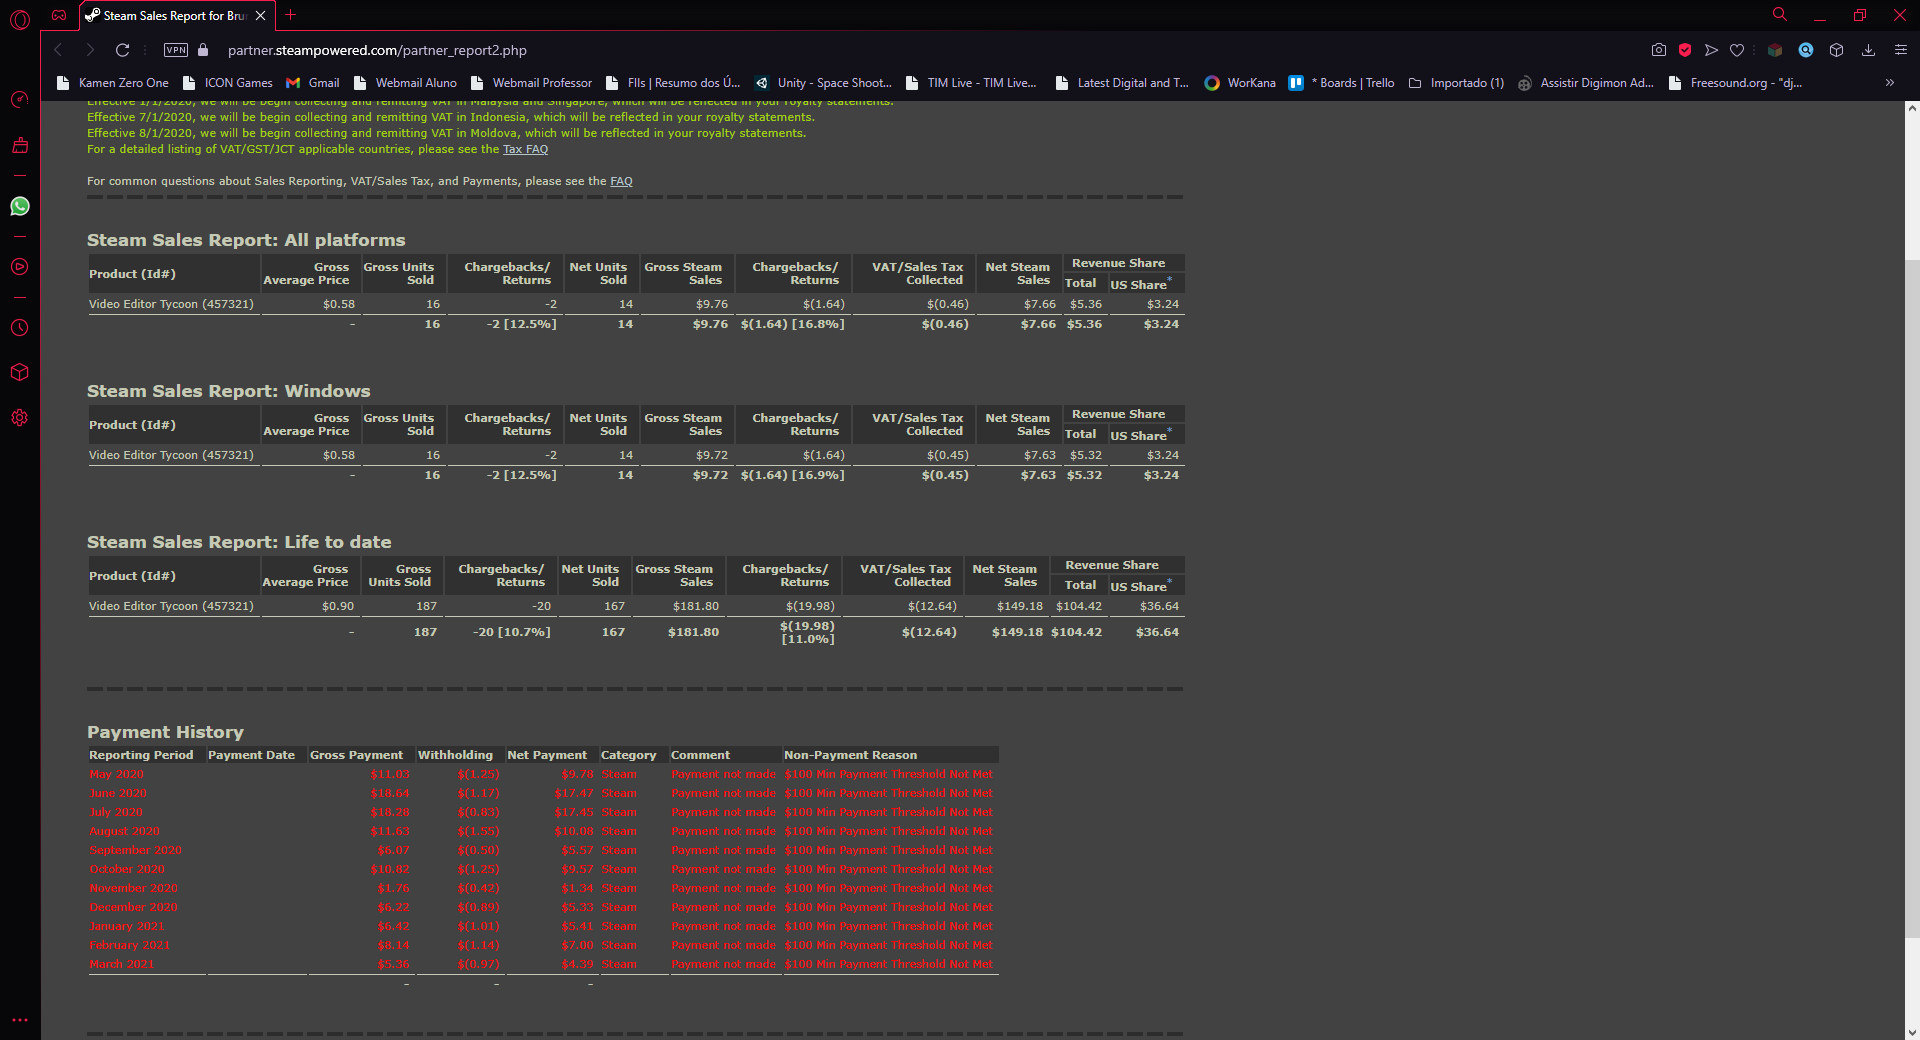 Steam Sales Report for Bru
VPN partner.steampowered.com/partner_report2.php
Kamen Zero One ICON Games Gmail Webmail Aluno Webmail Professor FIIs | Resumo dos Ú... Unity - Space Shoot... TIM Live - TIM Live... Latest Digital and T... WorKana * Boards | Trello Importado (1) Assistir Digimon Ad... Freesound.org - "dj... »
Effective 1/1/2020, we will be begin collecting and remitting VAT in Malaysia and Singapore, which will be reflected in your royalty statements.
Effective 7/1/2020, we will be begin collecting and remitting VAT in Indonesia, which will be reflected in your royalty statements.
Effective 8/1/2020, we will be begin collecting and remitting VAT in Moldova, which will be reflected in your royalty statements.
For a detailed listing of VAT/GST/JCT applicable countries, please see the Tax FAQ
For common questions about Sales Reporting, VAT/Sales Tax, and Payments, please see the FAQ
Steam Sales Report: All platforms
Product (Id#) Gross Average Price Gross Units Sold Chargebacks/ Returns Net Units Sold Gross Steam Sales Chargebacks/ Returns VAT/Sales Tax Collected Net Steam Sales Revenue Share Total US Share*
Video Editor Tycoon (457321) $0.58 16 -2 14 $9.76 $(1.64) $(0.46) $7.66 $5.36 $3.24
- 16 -2 [12.5%] 14 $9.76 $(1.64) [16.8%] $(0.46) $7.66 $5.36 $3.24
Steam Sales Report: Windows
Product (Id#) Gross Average Price Gross Units Sold Chargebacks/ Returns Net Units Sold Gross Steam Sales Chargebacks/ Returns VAT/Sales Tax Collected Net Steam Sales Revenue Share Total US Share*
Video Editor Tycoon (457321) $0.58 16 -2 14 $9.72 $(1.64) $(0.45) $7.63 $5.32 $3.24
- 16 -2 [12.5%] 14 $9.72 $(1.64) [16.9%] $(0.45) $7.63 $5.32 $3.24
Steam Sales Report: Life to date
Product (Id#) Gross Average Price Gross Units Sold Chargebacks/ Returns Net Units Sold Gross Steam Sales Chargebacks/ Returns VAT/Sales Tax Collected Net Steam Sales Revenue Share Total US Share*
Video Editor Tycoon (457321) $0.90 187 -20 167 $181.80 $(19.98) $(12.64) $149.18 $104.42 $36.64
- 187 -20 [10.7%] 167 $181.80 $(19.98) [11.0%] $(12.64) $149.18 $104.42 $36.64
Payment History
Reporting Period Payment Date Gross Payment Withholding Net Payment Category Comment Non-Payment Reason
May 2020 $11.03 $(1.25) $9.78 Steam Payment not made $100 Min Payment Threshold Not Met
June 2020 $18.64 $(1.17) $17.47 Steam Payment not made $100 Min Payment Threshold Not Met
July 2020 $18.28 $(0.83) $17.45 Steam Payment not made $100 Min Payment Threshold Not Met
August 2020 $11.63 $(1.55) $10.08 Steam Payment not made $100 Min Payment Threshold Not Met
September 2020 $6.07 $(0.50) $5.57 Steam Payment not made $100 Min Payment Threshold Not Met
October 2020 $10.82 $(1.25) $9.57 Steam Payment not made $100 Min Payment Threshold Not Met
November 2020 $1.76 $(0.42) $1.34 Steam Payment not made $100 Min Payment Threshold Not Met
December 2020 $6.22 $(0.89) $5.33 Steam Payment not made $100 Min Payment Threshold Not Met
January 2021 $6.42 $(1.01) $5.41 Steam Payment not made $100 Min Payment Threshold Not Met
February 2021 $8.14 $(1.14) $7.00 Steam Payment not made $100 Min Payment Threshold Not Met
March 2021 $5.36 $(0.97) $4.39 Steam Payment not made $100 Min Payment Threshold Not Met
- - -